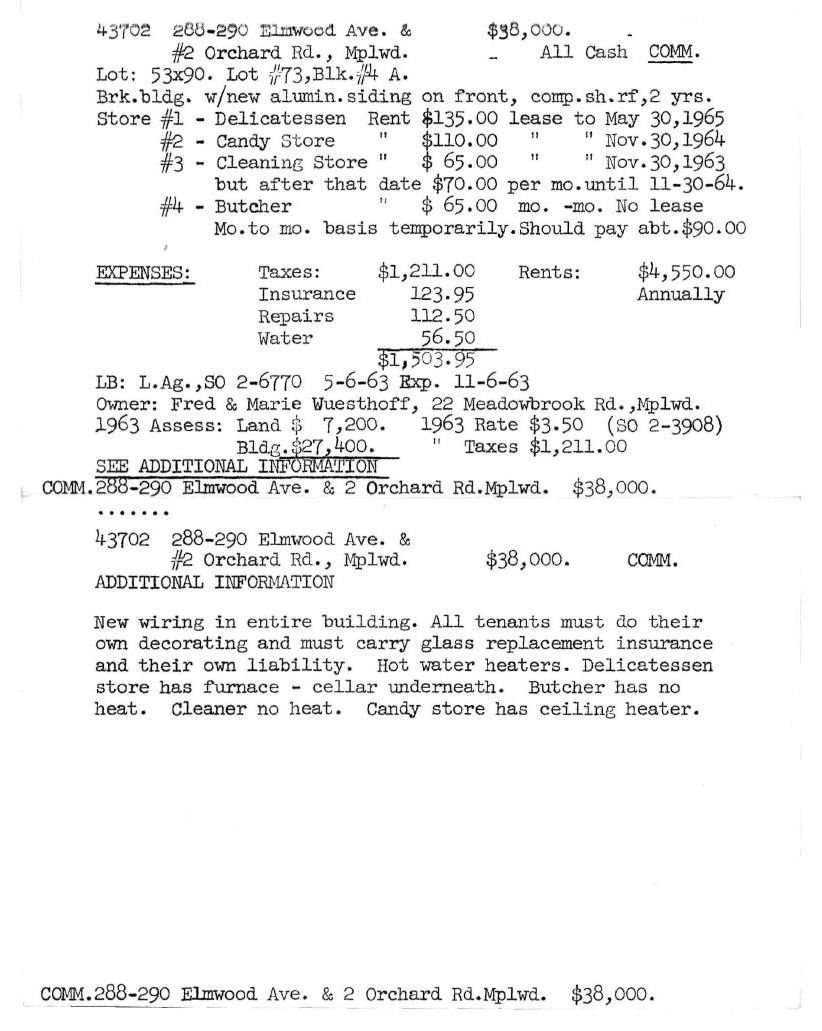 43702 288-290 Elmwood Ave. & $38,000.
#2 Orchard Rd., Mplwd. All Cash COMM.
Lot: 53x90. Lot #73,Blk.#4 A.
Brk.bldg. w/new alumin.siding on front, comp.sh.rf,2 yrs.
Store #1 - Delicatessen Rent $135.00 lease to May 30,1965
#2 - Candy Store " $110.00 " " Nov.30,1964
#3 - Cleaning Store " $ 65.00 " " Nov.30,1963
but after that date $70.00 per mo.until 11-30-64.
#4 - Butcher " $ 65.00 mo. -mo. No lease
Mo.to mo. basis temporarily.Should pay abt.$90.00
EXPENSES: Taxes: $1,211.00 Rents: $4,550.00
Insurance 123.95 Annually
Repairs 112.50
Water 56.50
$1,503.95
LB: L.Ag.,SO 2-6770 5-6-63 Exp. 11-6-63
Owner: Fred & Marie Wuesthoff, 22 Meadowbrook Rd.,Mplwd.
1963 Assess: Land $ 7,200. 1963 Rate $3.50 (SO 2-3908)
Bldg.$27,400. " Taxes $1,211.00
SEE ADDITIONAL INFORMATION
COMM.288-290 Elmwood Ave. & 2 Orchard Rd.Mplwd. $38,000.
.......
43702 288-290 Elmwood Ave. &
#2 Orchard Rd., Mplwd. $38,000. COMM.
ADDITIONAL INFORMATION
New wiring in entire building. All tenants must do their
own decorating and must carry glass replacement insurance
and their own liability. Hot water heaters. Delicatessen
store has furnace - cellar underneath. Butcher has no
heat. Cleaner no heat. Candy store has ceiling heater.
COMM.288-290 Elmwood Ave. & 2 Orchard Rd.Mplwd. $38,000.